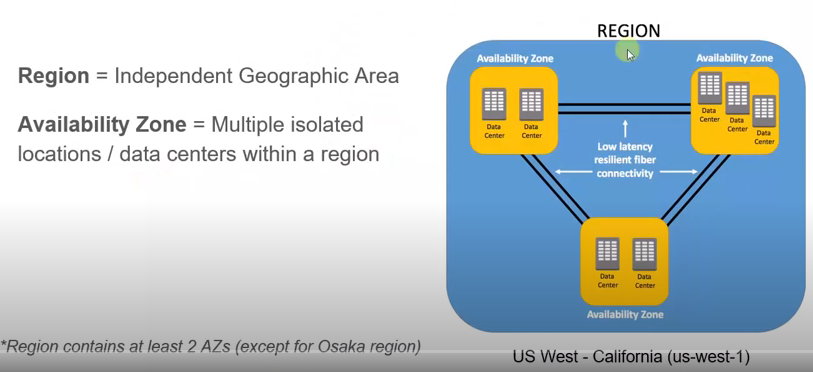 REGION
Region = Independent Geographic Area
Availability Zone = Multiple isolated
locations / data centers within a region
Availability Zone
Data
Center
Data
Center
Availability Zone
Data
Center
Data
Center
Data
Center
Low latency
resilient fiber
connectivity
Data
Center
Data
Center
Availability Zone
*Region contains at least 2 AZs (except for Osaka region)
US West - California (us-west-1)